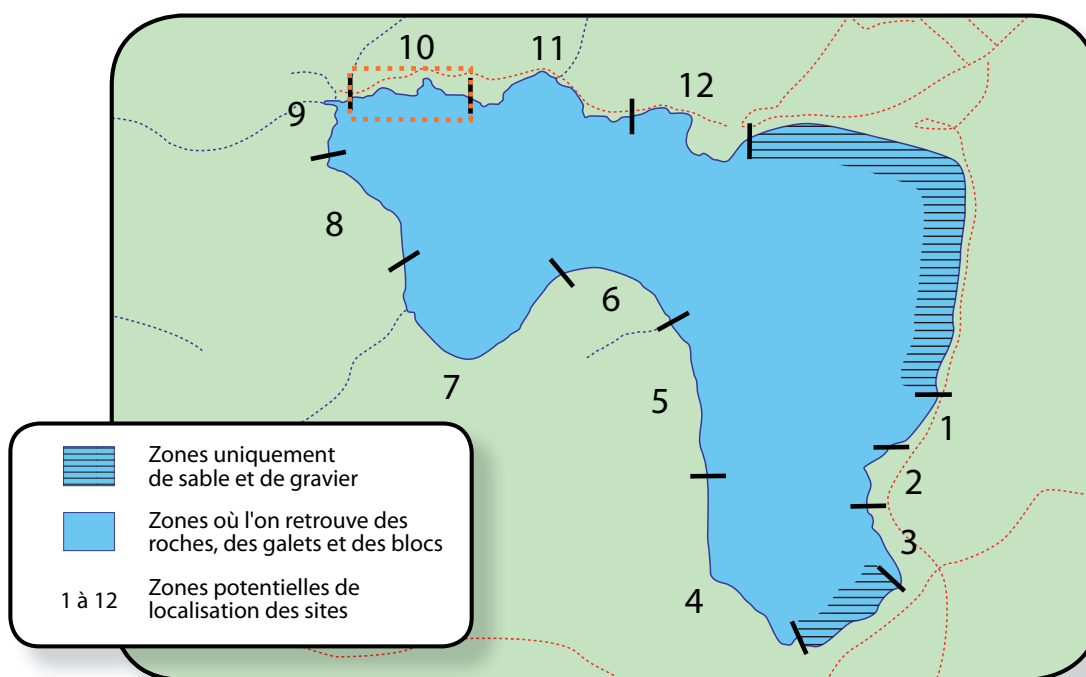 10
11
12
9
8
6
7
5
1
2
3
4
Zones uniquement
de sable et de gravier
Zones où l'on retrouve des
roches, des galets et des blocs
1 à 12
Zones potentielles de
localisation des sites